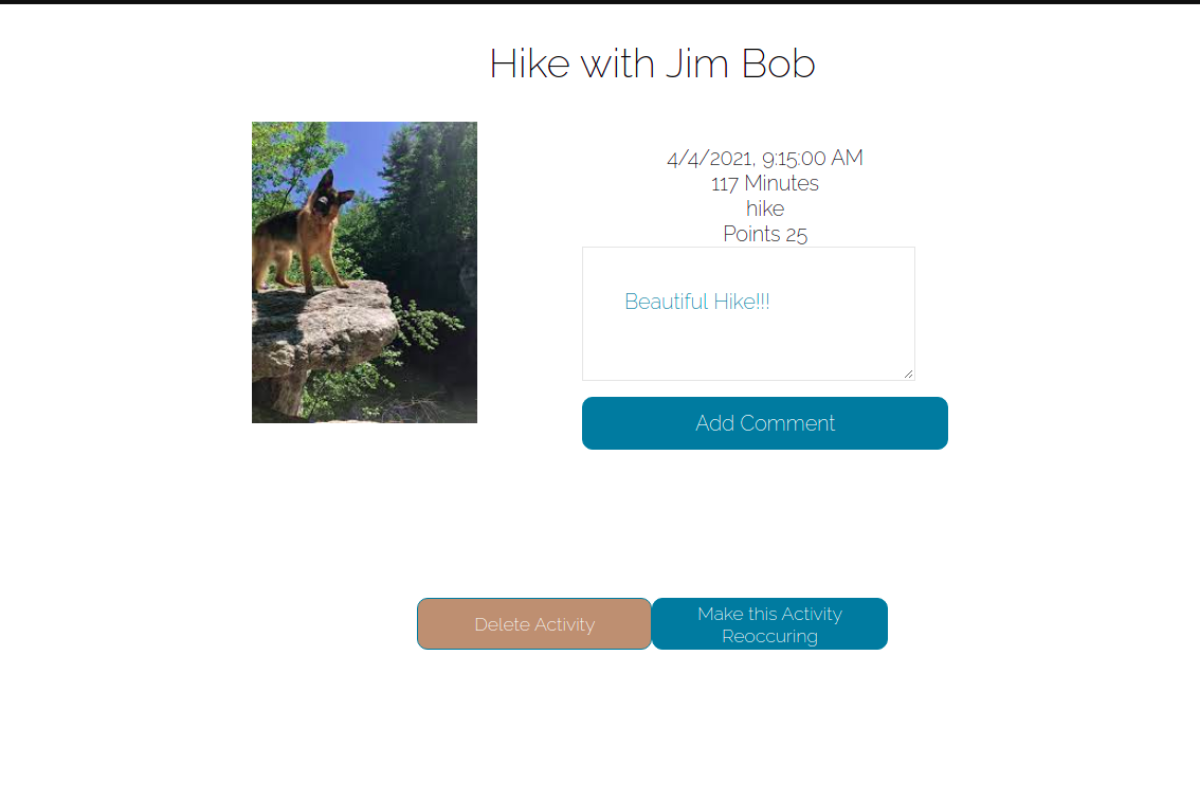 Hike with Jim Bob
4/4/2021, 9:15:00 AM
117 Minutes
hike
Points 25
Beautiful Hike!!!
Add Comment
Delete Activity
Make this Activity
Reoccuring